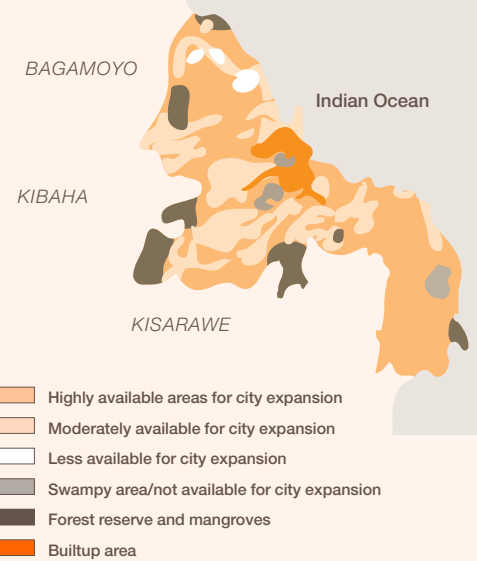 BAGAMOYO
Indian Ocean
KIBAHA
KISARAWE
Highly available areas for city expansion
Moderately available for city expansion
Less available for city expansion
Swampy area/not available for city expansion
Forest reserve and mangroves
Builtup area